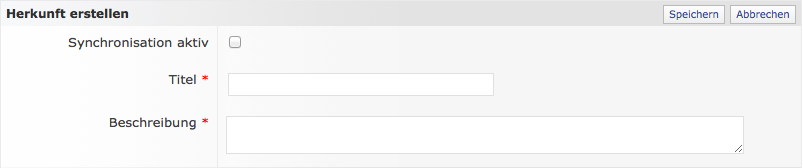 Herkunft erstellen Speichern Abbrechen
Synchronisation aktiv
Titel *
Beschreibung *